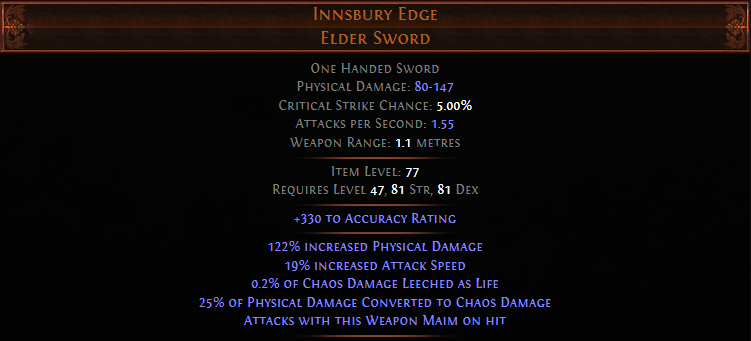 Innsbury Edge
Elder Sword
One Handed Sword
Physical Damage: 80-147
Critical Strike Chance: 5.00%
Attacks per Second: 1.55
Weapon Range: 1.1 metres
Item Level: 77
Requires Level 47, 81 Str, 81 Dex
+330 to Accuracy Rating
122% increased Physical Damage
19% increased Attack Speed
0.2% of Chaos Damage Leeched as Life
25% of Physical Damage Converted to Chaos Damage
Attacks with this Weapon Maim on hit